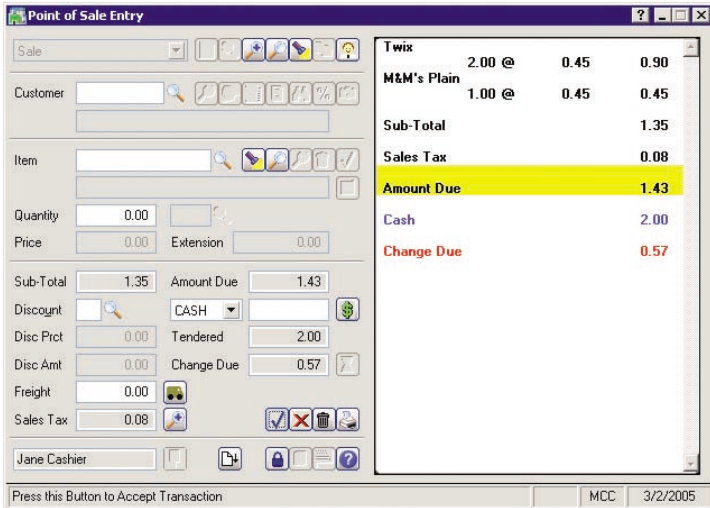 Point of Sale Entry
Sale
Customer
%
Item
Quantity 0.00
Price 0.00 Extension 0.00
Sub-Total 1.35 Amount Due 1.43
Discount CASH
Disc Prct 0.00 Tendered 2.00
Disc Amt 0.00 Change Due 0.57
Freight 0.00
Sales Tax 0.08
Jane Cashier
Press this Button to Accept Transaction MCC 3/2/2005
Twix
2.00 @ 0.45 0.90
M&M's Plain
1.00 @ 0.45 0.45
Sub-Total 1.35
Sales Tax 0.08
Amount Due 1.43
Cash 2.00
Change Due 0.57